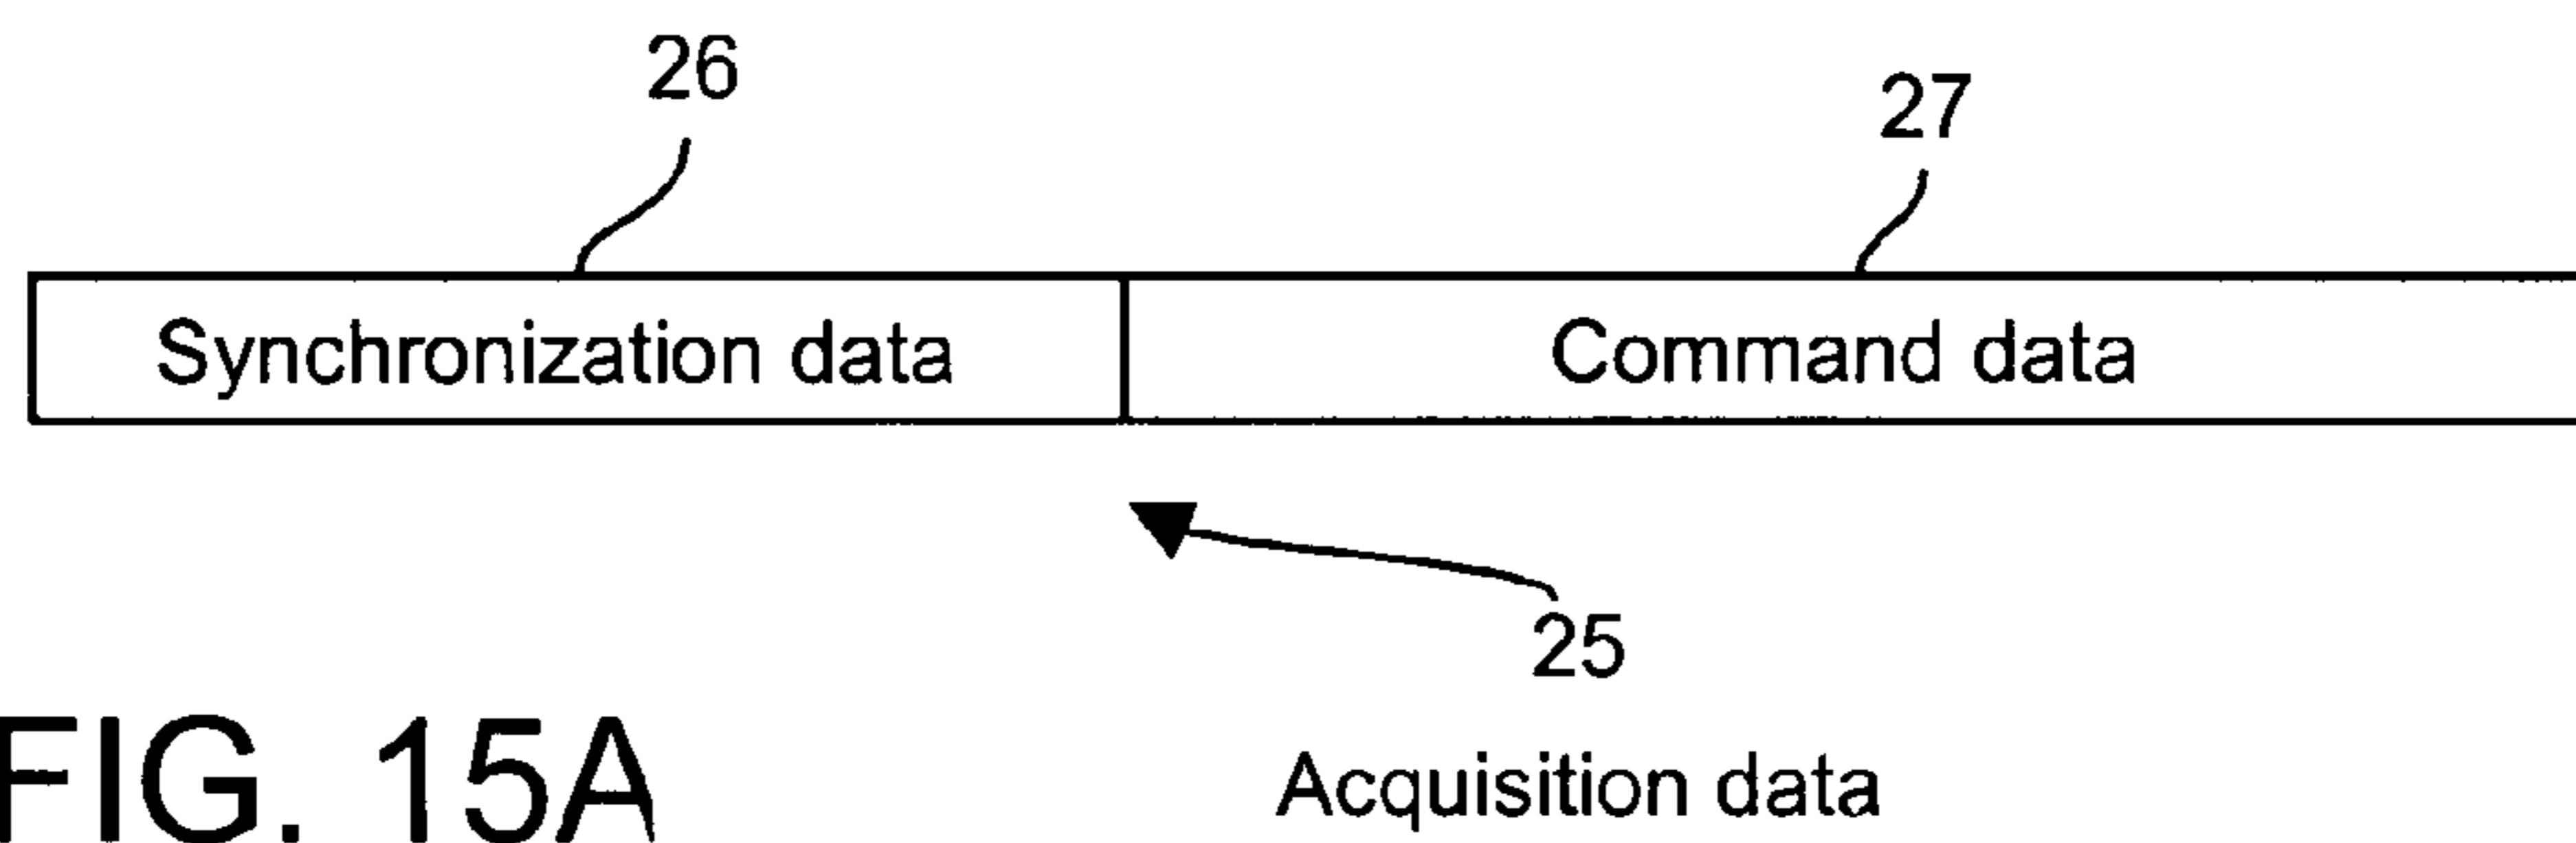 26
27
Synchronization data
Command data
25
FIG. 15A
Acquisition data